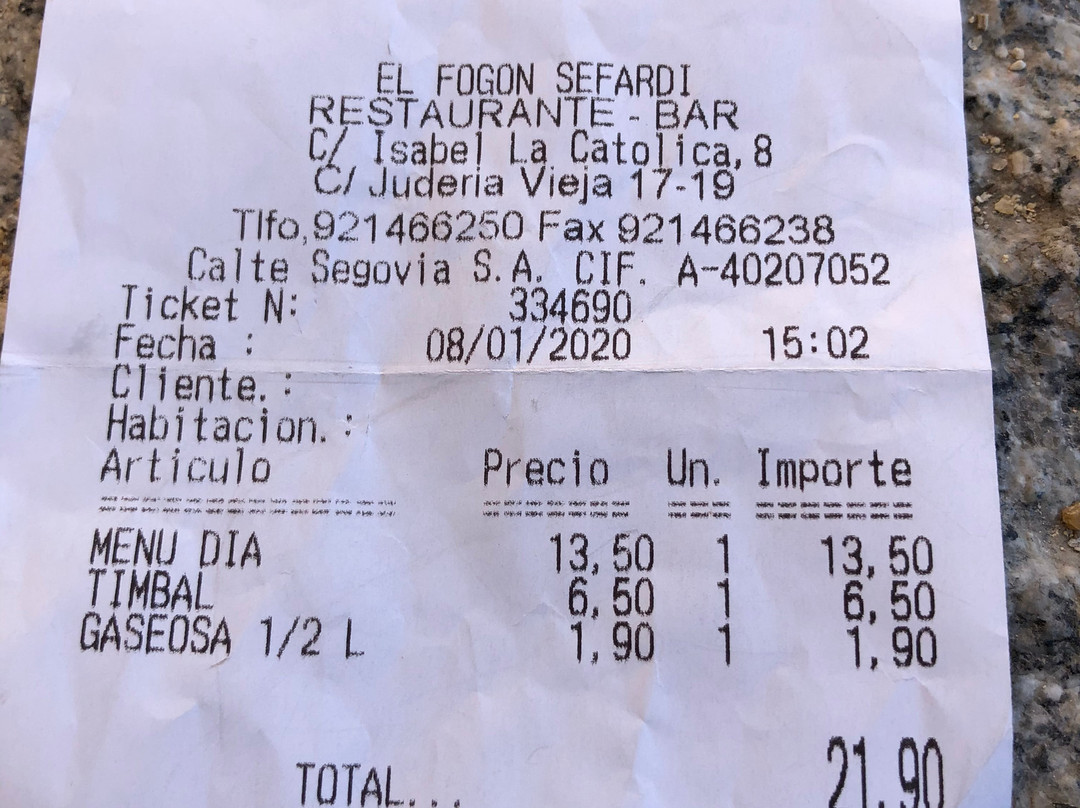 EL FOGON SEFARDI
RESTAURANTE - BAR
C/ Isabel La Catolica, 8
C/ Juderia Vieja 17-19
Tlfo,921466250 Fax 921466238
Calte Segovia S.A. CIF. A-40207052
Ticket N: 334690
Fecha : 08/01/2020 15:02
Cliente.:
Habitacion. :
Articulo Precio Un. Importe
================ ======== ==== ==========
MENU DIA 13,50 1 13,50
TIMBAL 6,50 1 6,50
GASEOSA 1/2 L 1,90 1 1,90
TOTAL... 21,90